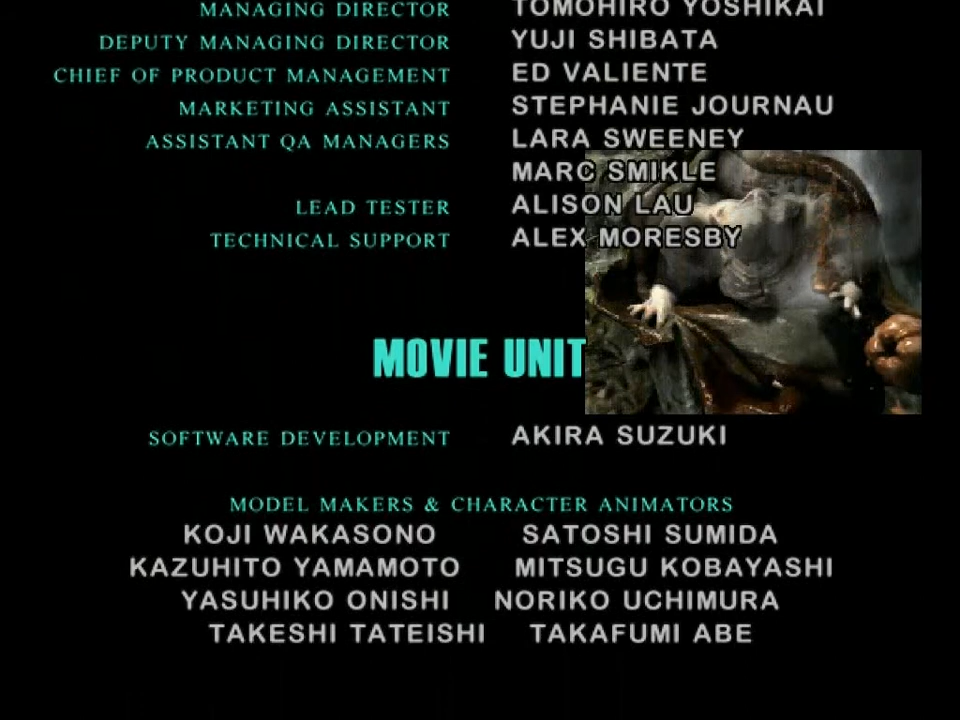 MANAGING DIRECTOR TOMOHIRO YOSHIKAI
DEPUTY MANAGING DIRECTOR YUJI SHIBATA
CHIEF OF PRODUCT MANAGEMENT ED VALIENTE
MARKETING ASSISTANT STEPHANIE JOURNAU
ASSISTANT QA MANAGERS LARA SWEENEY
MARC SMIKLE
LEAD TESTER ALISON LAU
TECHNICAL SUPPORT ALEX MORESBY
MOVIE UNIT
SOFTWARE DEVELOPMENT AKIRA SUZUKI
MODEL MAKERS & CHARACTER ANIMATORS
KOJI WAKASONO SATOSHI SUMIDA
KAZUHITO YAMAMOTO MITSUGU KOBAYASHI
YASUHIKO ONISHI NORIKO UCHIMURA
TAKESHI TATEISHI TAKAFUMI ABE